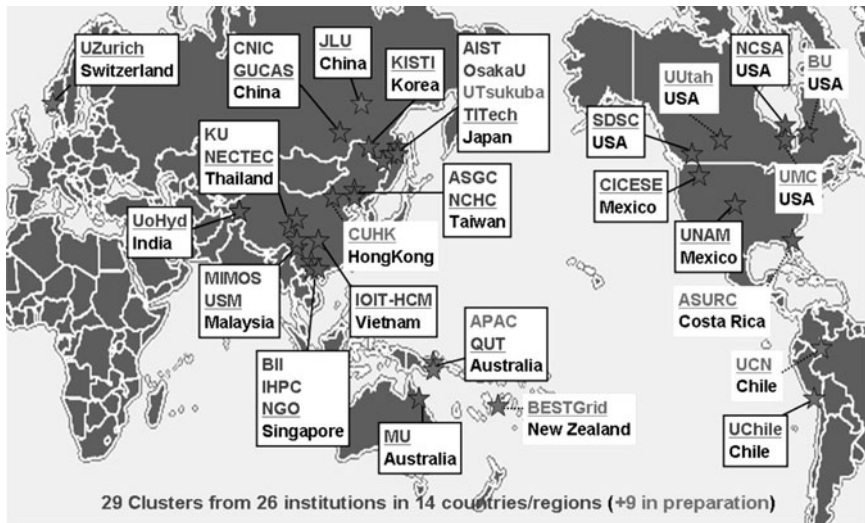 UZurich
Switzerland
CNIC
GUCAS
China
JLU
China
KISTI
Korea
AIST
OsakaU
UTsukuba
TITech
Japan
UUtah
USA
NCSA
USA
BU
USA
SDSC
USA
KU
NECTEC
Thailand
ASGC
NCHC
Taiwan
CICESE
Mexico
UMC
USA
UoHyd
India
CUHK
HongKong
UNAM
Mexico
MIMOS
USM
Malaysia
IOIT-HCM
Vietnam
ASURC
Costa Rica
APAC
QUT
Australia
BII
IHPC
NGO
Singapore
UCN
Chile
BESTGrid
New Zealand
MU
Australia
UChile
Chile
29 Clusters from 26 institutions in 14 countries/regions (+9 in preparation)